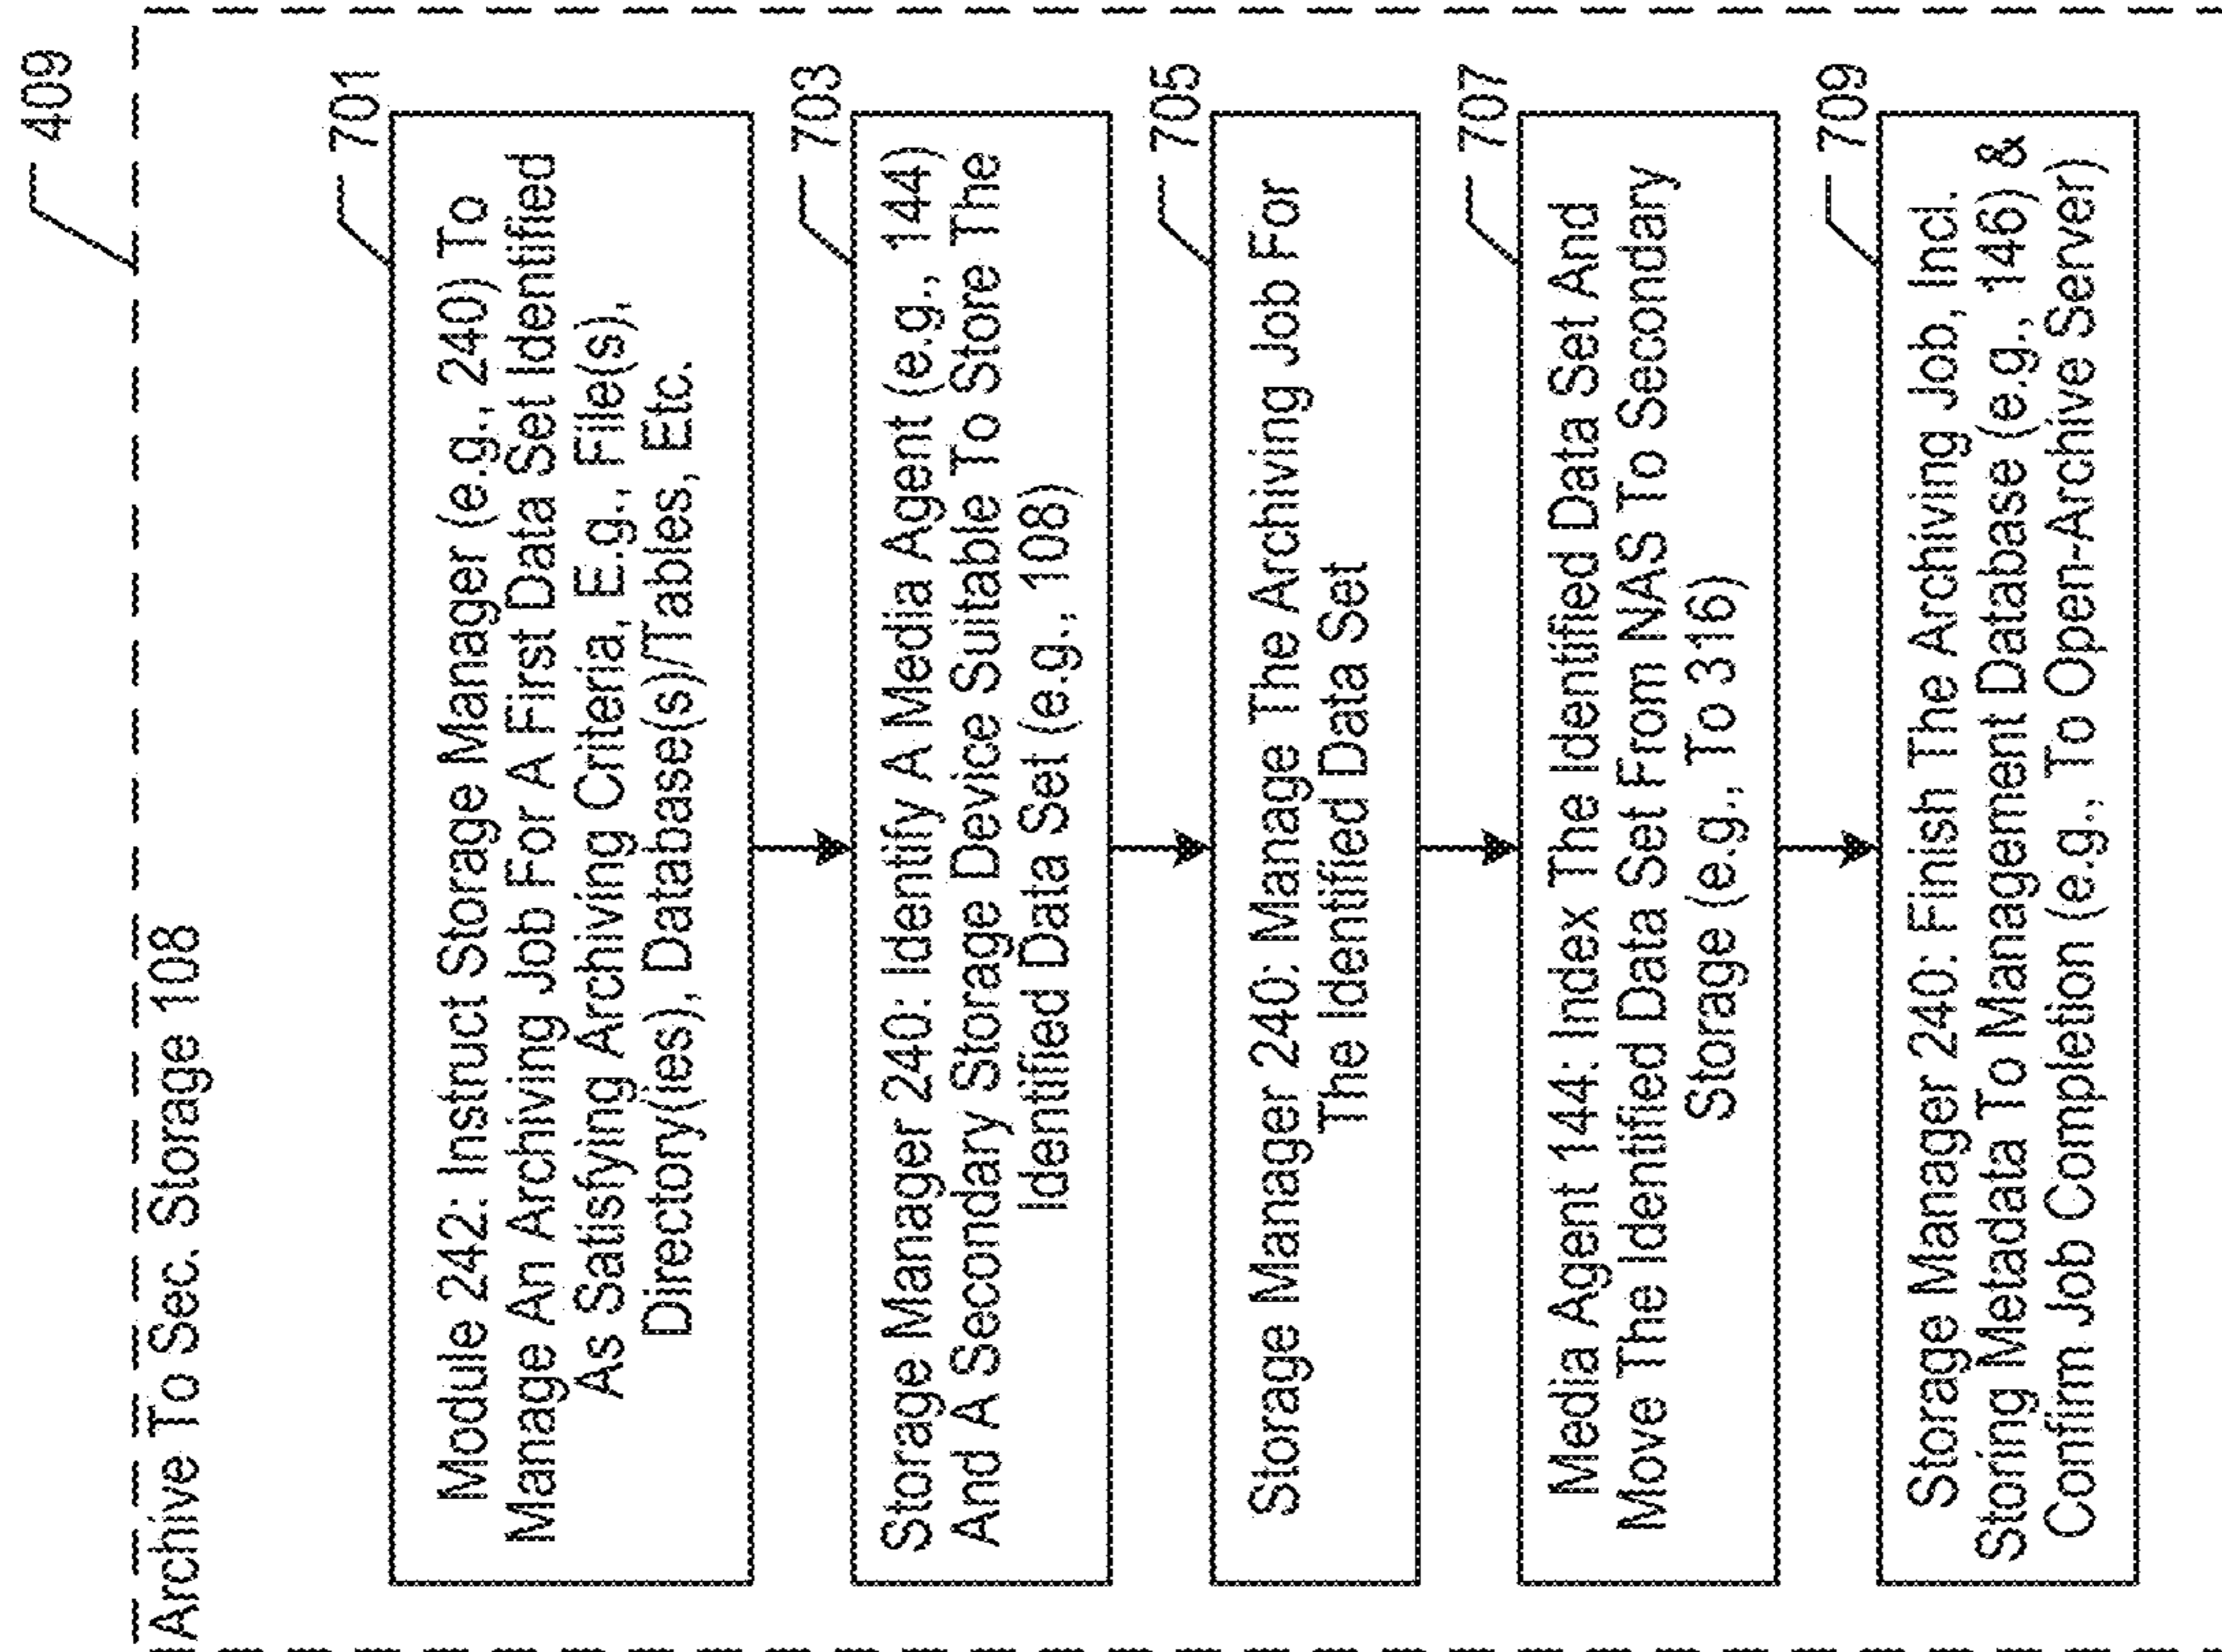 409
Archive To Sec. Storage 108
701
Module 242: Instruct Storage Manager (e.g., 240) To
Manage An Archiving Job For A First Data Set Identified
As Satisfying Archiving Criteria, E.g., File(s),
Directory(ies), Database(s)/Tables, Etc.
703
Storage Manager 240: Identify A Media Agent (e.g., 144)
And A Secondary Storage Device Suitable To Store The
Identified Data Set (e.g., 108)
705
Storage Manager 240: Manage The Archiving Job For
The Identified Data Set
707
Media Agent 144: Index The Identified Data Set And
Move The Identified Data Set From NAS To Secondary
Storage (e.g., To 316)
709
Storage Manager 240: Finish The Archiving Job, Incl.
Storing Metadata To Management Database (e.g., 146) &
Confirm Job Completion (e.g., To Open-Archive Server)